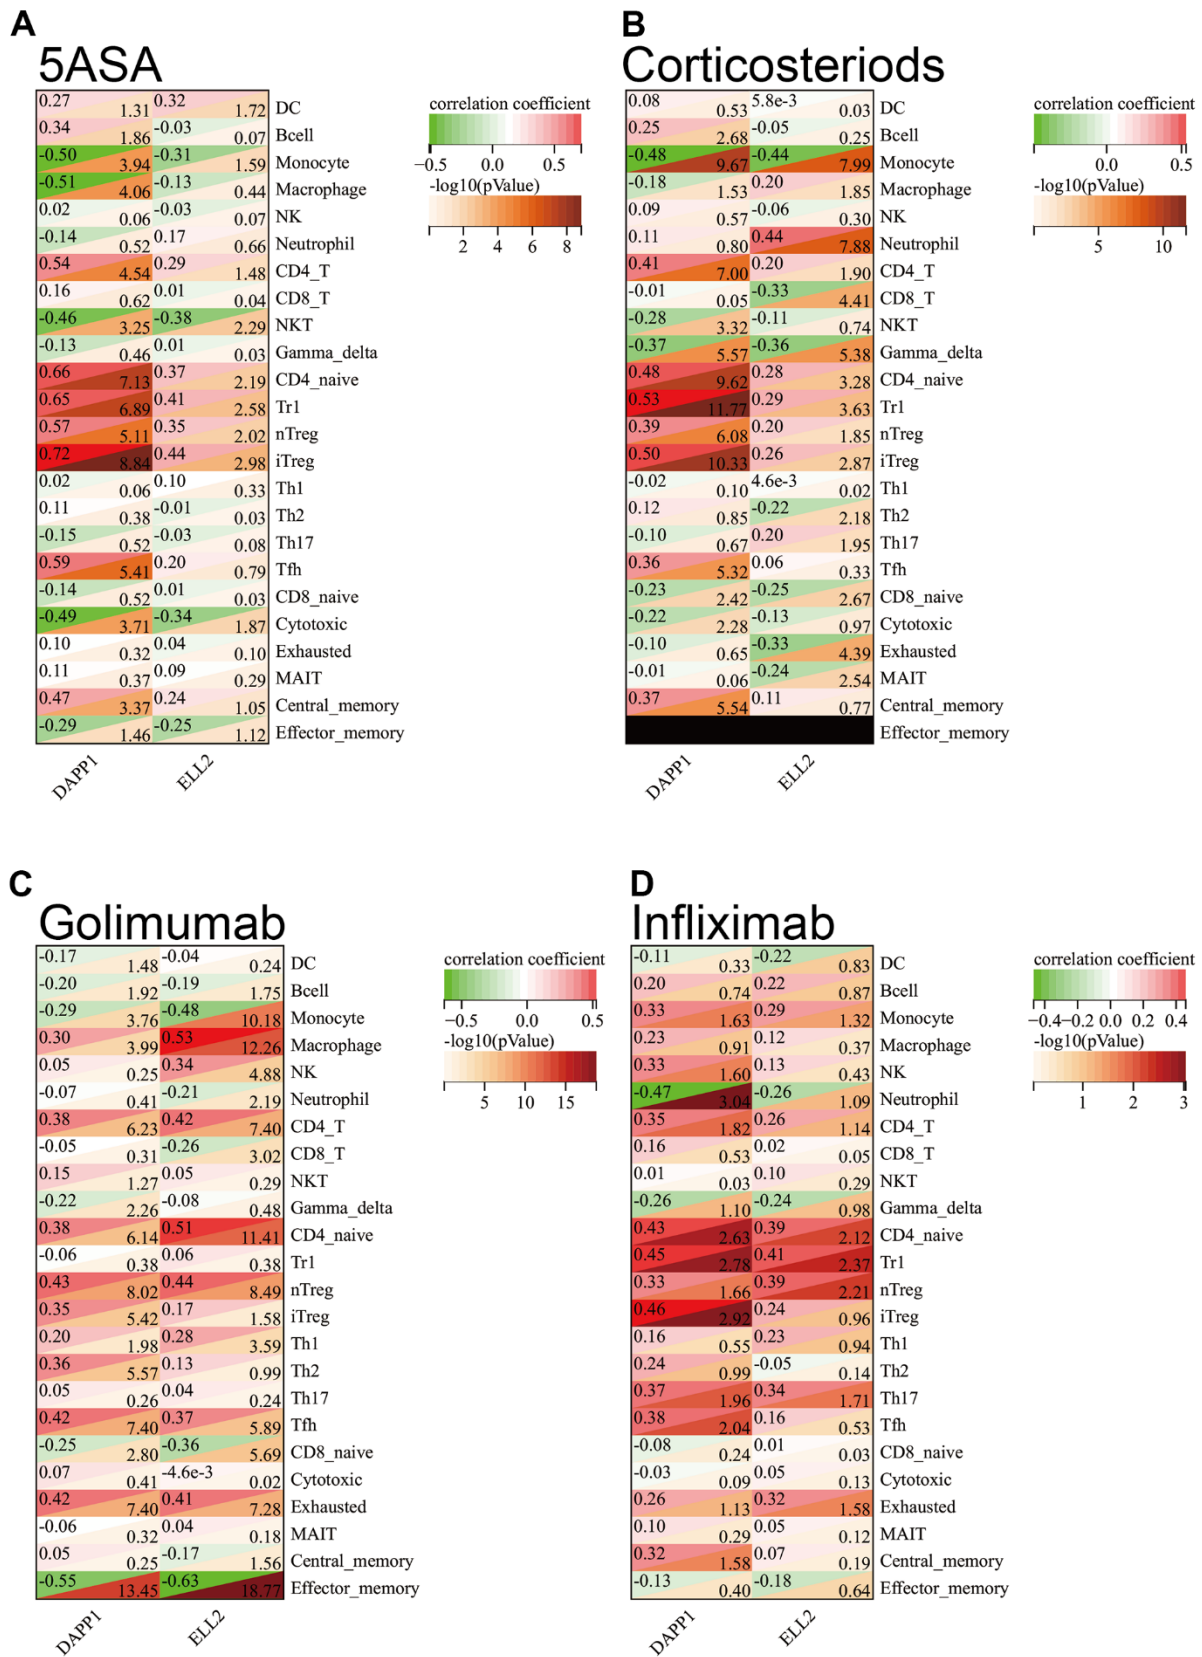 A
5ASA
0.27 1.31 0.32 1.72 DC
0.34 1.86 -0.03 0.07 Bcell
-0.50 3.94 -0.31 1.59 Monocyte
-0.51 4.06 -0.13 0.44 Macrophage
0.02 0.06 -0.03 0.07 NK
-0.14 0.52 0.17 0.66 Neutrophil
0.54 4.54 0.29 1.48 CD4_T
0.16 0.62 0.01 0.04 CD8_T
-0.46 3.25 -0.38 2.29 NKT
-0.13 0.46 0.01 0.03 Gamma_delta
0.66 7.13 0.37 2.19 CD4_naive
0.65 6.89 0.41 2.58 Tr1
0.57 5.11 0.35 2.02 nTreg
0.72 8.84 0.44 2.98 iTreg
0.02 0.06 0.10 0.33 Th1
0.11 0.38 -0.01 0.03 Th2
-0.15 0.52 -0.03 0.08 Th17
0.59 5.41 0.20 0.79 Tfh
-0.14 0.52 0.01 0.03 CD8_naive
-0.49 3.71 -0.34 1.87 Cytotoxic
0.10 0.32 0.04 0.10 Exhausted
0.11 0.37 0.09 0.29 MAIT
0.47 3.37 0.24 1.05 Central_memory
-0.29 1.46 -0.25 1.12 Effector_memory
DAPP1 ELL2
correlation coefficient
−0.5 0.0 0.5
-log10(pValue)
2 4 6 8
B
Corticosteriods
0.08 0.53 5.8e-3 0.03 DC
0.25 2.68 -0.05 0.25 Bcell
-0.48 9.67 -0.44 7.99 Monocyte
-0.18 1.53 0.20 1.85 Macrophage
0.09 0.57 -0.06 0.30 NK
0.11 0.80 0.44 7.88 Neutrophil
0.41 7.00 0.20 1.90 CD4_T
-0.01 0.05 -0.33 4.41 CD8_T
-0.28 3.32 -0.11 0.74 NKT
-0.37 5.57 -0.36 5.38 Gamma_delta
0.48 9.62 0.28 3.28 CD4_naive
0.53 11.77 0.29 3.63 Tr1
0.39 6.08 0.20 1.85 nTreg
0.50 10.33 0.26 2.87 iTreg
-0.02 0.10 4.6e-3 0.02 Th1
0.12 0.85 -0.22 2.18 Th2
-0.10 0.67 0.20 1.95 Th17
0.36 5.32 0.06 0.33 Tfh
-0.23 2.42 -0.25 2.67 CD8_naive
-0.22 2.28 -0.13 0.97 Cytotoxic
-0.10 0.65 -0.33 4.39 Exhausted
-0.01 0.06 -0.24 2.54 MAIT
0.37 5.54 0.11 0.77 Central_memory
Effector_memory
DAPP1 ELL2
correlation coefficient
0.0 0.5
-log10(pValue)
5 10
C
Golimumab
-0.17 1.48 -0.04 0.24 DC
-0.20 1.92 -0.19 1.75 Bcell
-0.29 3.76 -0.48 10.18 Monocyte
0.30 3.99 0.53 12.26 Macrophage
0.05 0.25 0.34 4.88 NK
-0.07 0.41 -0.21 2.19 Neutrophil
0.38 6.23 0.42 7.40 CD4_T
-0.05 0.31 -0.26 3.02 CD8_T
0.15 1.27 0.05 0.29 NKT
-0.22 2.26 -0.08 0.48 Gamma_delta
0.38 6.14 0.51 11.41 CD4_naive
-0.06 0.38 0.06 0.38 Tr1
0.43 8.02 0.44 8.49 nTreg
0.35 5.42 0.17 1.58 iTreg
0.20 1.98 0.28 3.59 Th1
0.36 5.57 0.13 0.99 Th2
0.05 0.26 0.04 0.24 Th17
0.42 7.40 0.37 5.89 Tfh
-0.25 2.80 -0.36 5.69 CD8_naive
0.07 0.41 -4.6e-3 0.02 Cytotoxic
0.42 7.40 0.41 7.28 Exhausted
-0.06 0.32 0.04 0.18 MAIT
0.05 0.25 -0.17 1.56 Central_memory
-0.55 13.45 -0.63 18.77 Effector_memory
DAPP1 ELL2
correlation coefficient
−0.5 0.0 0.5
-log10(pValue)
5 10 15
D
Infliximab
-0.11 0.33 -0.22 0.83 DC
0.20 0.74 0.22 0.87 Bcell
0.33 1.63 0.29 1.32 Monocyte
0.23 0.91 0.12 0.37 Macrophage
0.33 1.60 0.13 0.43 NK
-0.47 3.04 -0.26 1.09 Neutrophil
0.35 1.82 0.26 1.14 CD4_T
0.16 0.53 0.02 0.05 CD8_T
0.01 0.03 0.10 0.29 NKT
-0.26 1.10 -0.24 0.98 Gamma_delta
0.43 2.63 0.39 2.12 CD4_naive
0.45 2.78 0.41 2.37 Tr1
0.33 1.66 0.39 2.21 nTreg
0.46 2.92 0.24 0.96 iTreg
0.16 0.55 0.23 0.94 Th1
0.24 0.99 -0.05 0.14 Th2
0.37 1.96 0.34 1.71 Th17
0.38 2.04 0.16 0.53 Tfh
-0.08 0.24 0.01 0.03 CD8_naive
-0.03 0.09 0.05 0.13 Cytotoxic
0.26 1.13 0.32 1.58 Exhausted
0.10 0.29 0.05 0.12 MAIT
0.32 1.58 0.07 0.19 Central_memory
-0.13 0.40 -0.18 0.64 Effector_memory
DAPP1 ELL2
correlation coefficient
−0.4 −0.2 0.0 0.2 0.4
-log10(pValue)
1 2 3